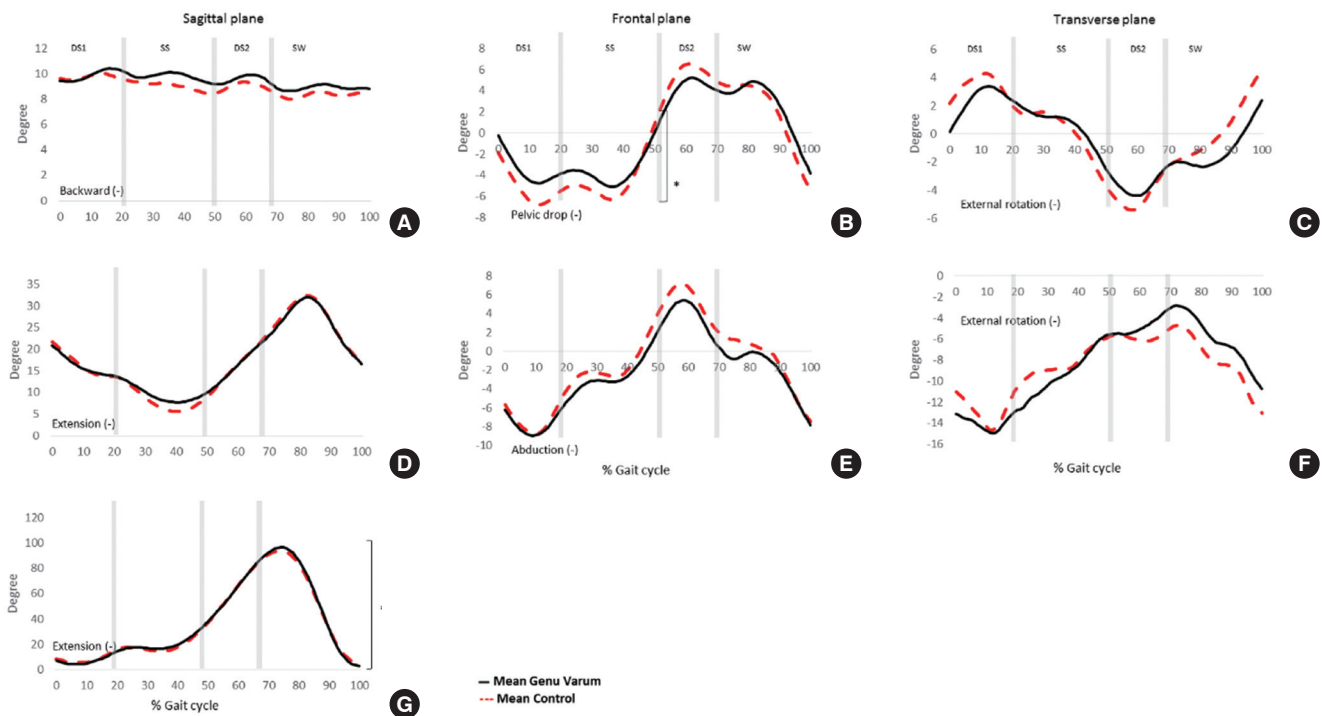 Sagittal plane
Frontal plane
Transverse plane
12
10
8
6
4
2
0
Degree
DS1 SS DS2 SW
Backward (-)
0 10 20 30 40 50 60 70 80 90 100
A
8
6
4
2
0
-2
-4
-6
-8
Degree
DS1 SS DS2 SW
0 10 20 30 40 50 60 70 80 90 100
*
Pelvic drop (-)
B
6
4
2
0
-2
-4
-6
Degree
DS1 SS DS2 SW
0 10 20 30 40 50 60 70 80 90 100
External rotation (-)
C
35
30
25
20
15
10
5
0
Degree
Extension (-)
0 10 20 30 40 50 60 70 80 90 100
D
8
6
4
2
0
-2
-4
-6
-8
-10
0 10 20 30 40 50 60 70 80 90 100
Abduction (-)
% Gait cycle
E
0
-2
-4
-6
-8
-10
-12
-14
-16
0 10 20 30 40 50 60 70 80 90 100
External rotation (-)
% Gait cycle
F
120
100
80
60
40
20
0
Degree
Extension (-)
0 10 20 30 40 50 60 70 80 90 100
% Gait cycle
G
Mean Genu Varum
Mean Control